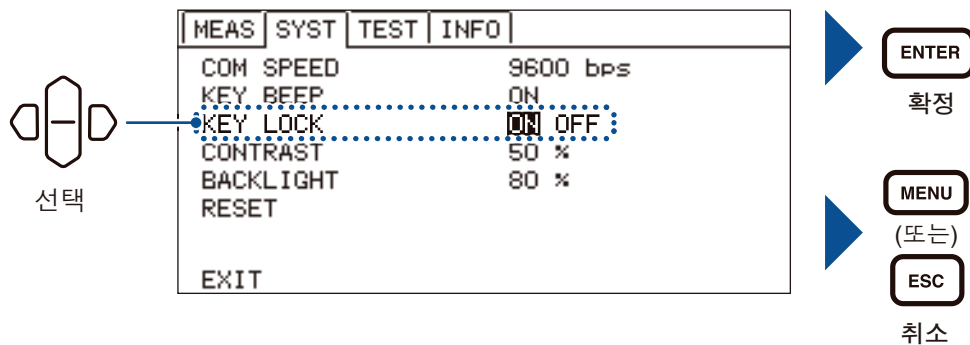 MEAS SYST TEST INFO
COM SPEED 9600 bps
KEY BEEP ON
KEY LOCK ON OFF
CONTRAST 50 %
BACKLIGHT 80 %
RESET
EXIT
선택
ENTER
확정
MENU
(또는)
ESC
취소